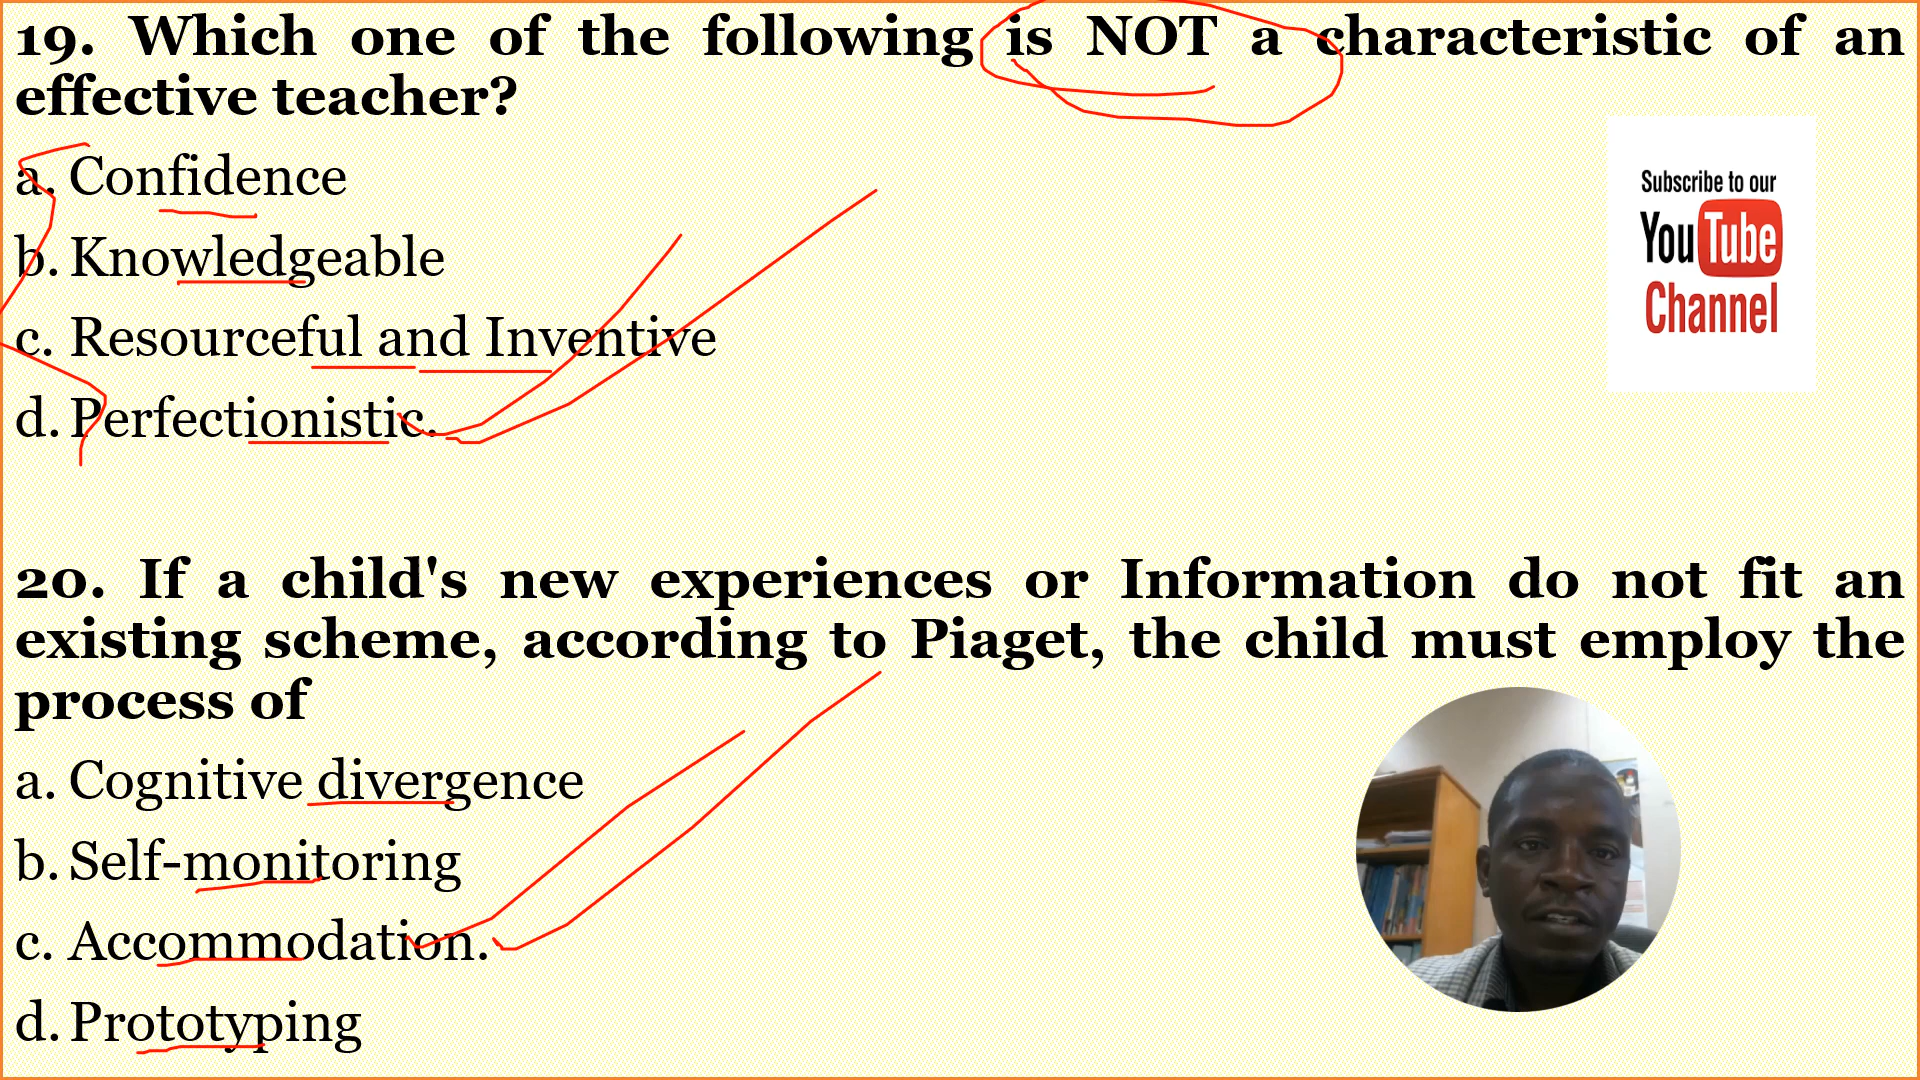 19. Which one of the following is NOT a characteristic of an
effective teacher?
a. Confidence
b. Knowledgeable
c. Resourceful and Inventive
d. Perfectionistic.
Subscribe to our
YouTube
Channel
20. If a child's new experiences or Information do not fit an
existing scheme, according to Piaget, the child must employ the
process of
a. Cognitive divergence
b. Self-monitoring
c. Accommodation.
d. Prototyping